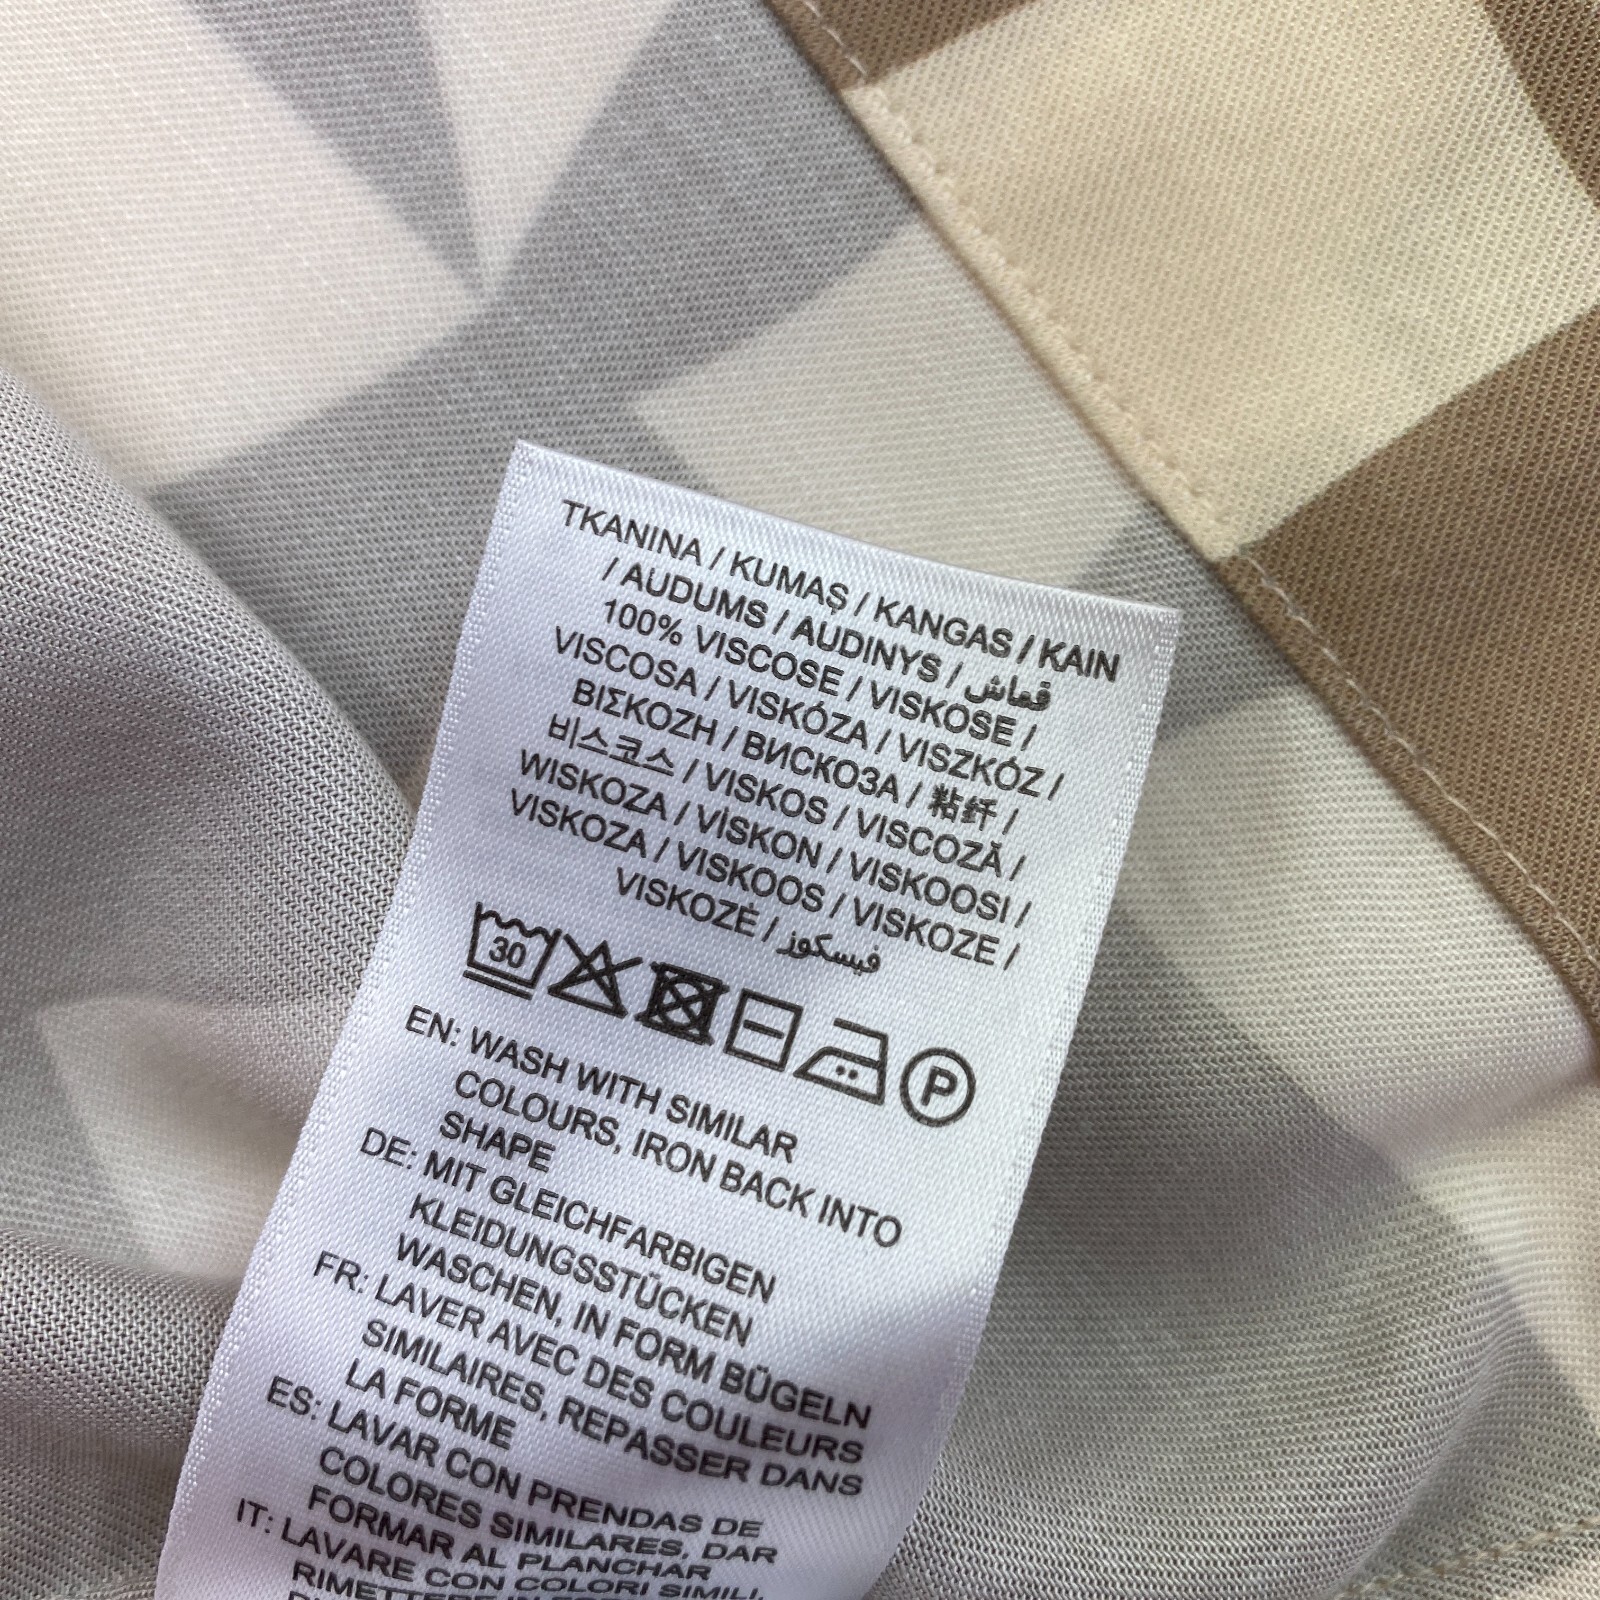 TKANINA / KUMAŞ / KANGAS / KAIN
/ AUDUMS / AUDINYS / قماش
100% VISCOSE / VISKOSE /
VISCOSA / VISKÓZA / VISZKÓZ /
ΒΙΣΚΟΖΗ / ВИСКОЗА / 粘纤 /
비스코스 / VISKOS / VISCOZĂ /
WISKOZA / VİSKON / VISKOOSI /
VISKOZA / VISKOOS / VISKOZE /
VISKOZĖ / فيسكوز
30 P
EN: WASH WITH SIMILAR
COLOURS, IRON BACK INTO
SHAPE
DE: MIT GLEICHFARBIGEN
KLEIDUNGSSTÜCKEN
WASCHEN, IN FORM BÜGELN
FR: LAVER AVEC DES COULEURS
SIMILAIRES, REPASSER DANS
LA FORME
ES: LAVAR CON PRENDAS DE
COLORES SIMILARES, DAR
FORMAR AL PLANCHAR
IT: LAVARE CON COLORI SIMILI,
RIMETTERE IN